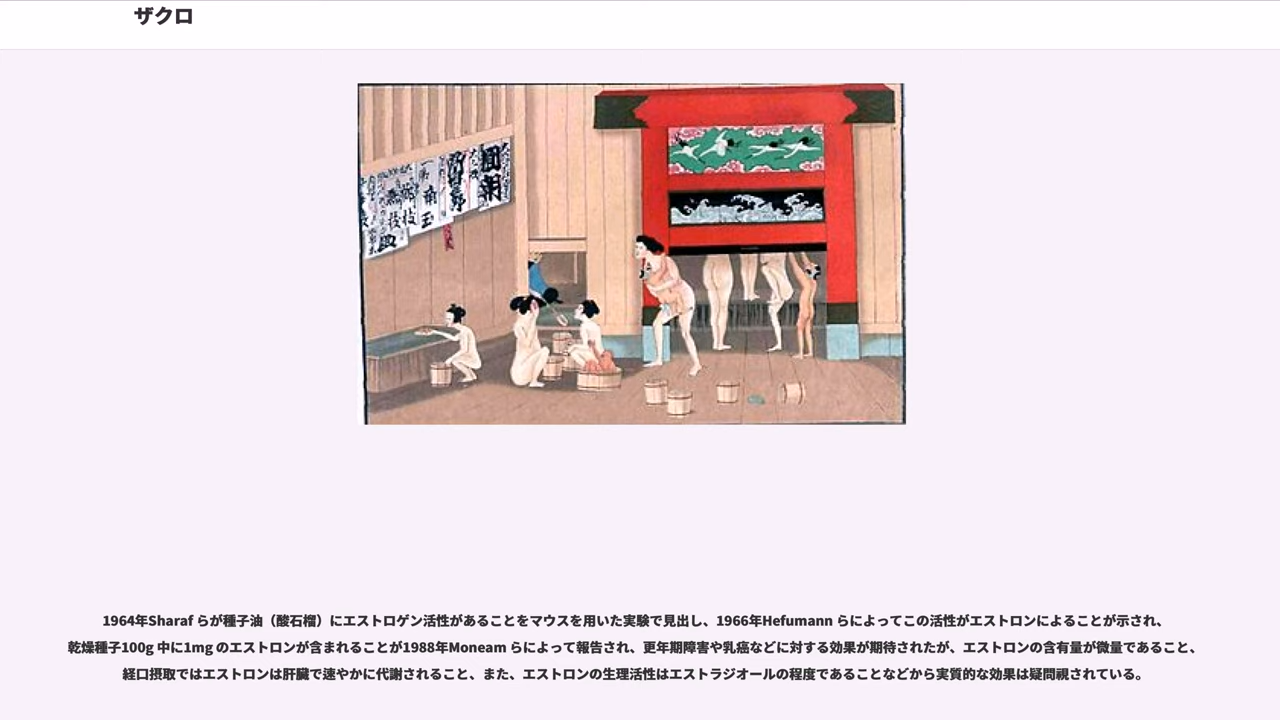 ザクロ
圓朝
1964年Sharaf らが種子油（酸石榴）にエストロゲン活性があることをマウスを用いた実験で見出し、1966年Hefumann らによってこの活性がエストロンによることが示され、
乾燥種子100g 中に1mg のエストロンが含まれることが1988年Moneam らによって報告され、更年期障害や乳癌などに対する効果が期待されたが、エストロンの含有量が微量であること、
経口摂取ではエストロンは肝臓で速やかに代謝されること、また、エストロンの生理活性はエストラジオールの程度であることなどから実質的な効果は疑問視されている。